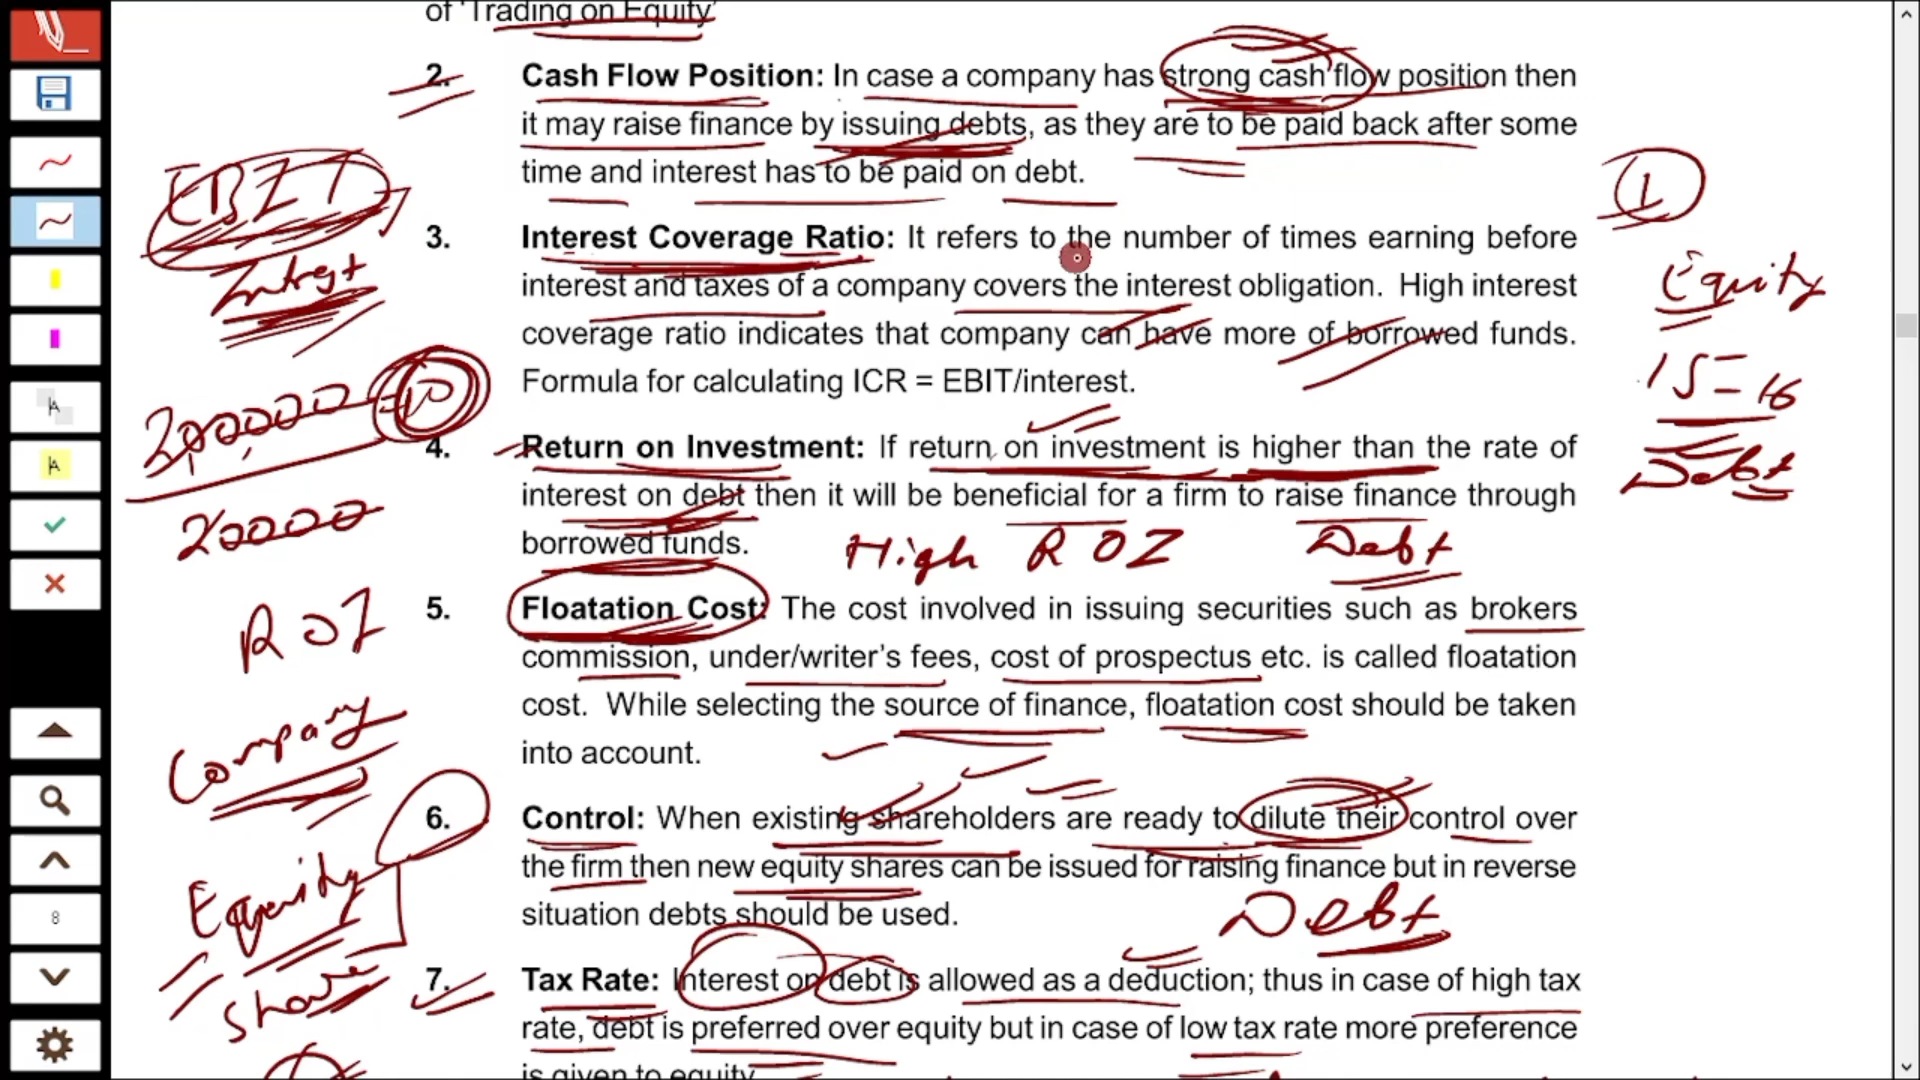 of 'Trading on Equity'
2. Cash Flow Position: In case a company has strong cash flow position then
it may raise finance by issuing debts, as they are to be paid back after some
time and interest has to be paid on debt.
EBIT
Intrest
1
3. Interest Coverage Ratio: It refers to the number of times earning before
interest and taxes of a company covers the interest obligation. High interest
coverage ratio indicates that company can have more of borrowed funds.
Formula for calculating ICR = EBIT/interest.
Equity
15 = 16
Debt
200000 = 10
20000
4. Return on Investment: If return on investment is higher than the rate of
interest on debt then it will be beneficial for a firm to raise finance through
borrowed funds.
High ROI Debt
ROI
Company
5. Floatation Cost: The cost involved in issuing securities such as brokers
commission, under/writer's fees, cost of prospectus etc. is called floatation
cost. While selecting the source of finance, floatation cost should be taken
into account.
6. Control: When existing shareholders are ready to dilute their control over
the firm then new equity shares can be issued for raising finance but in reverse
situation debts should be used.
Debt
Equity
Share
7. Tax Rate: Interest on debt is allowed as a deduction; thus in case of high tax
rate, debt is preferred over equity but in case of low tax rate more preference
is given to equity.
8